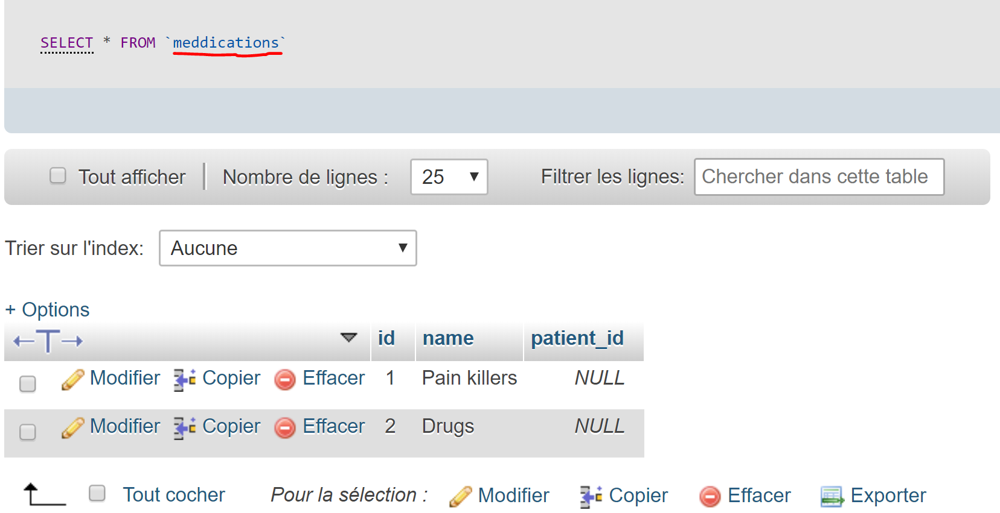 SELECT * FROM `meddications`
Tout afficher Nombre de lignes : 25 Filtrer les lignes: Chercher dans cette table
Trier sur l'index: Aucune
+ Options
id name patient_id
Modifier Copier Effacer 1 Pain killers NULL
Modifier Copier Effacer 2 Drugs NULL
Tout cocher Pour la sélection : Modifier Copier Effacer Exporter